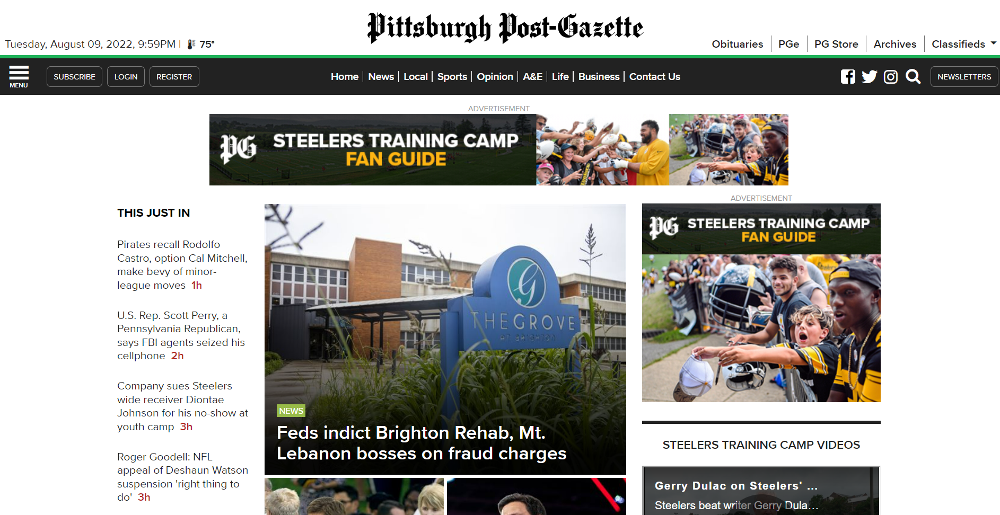 Pittsburgh Post-Gazette
Tuesday, August 09, 2022, 9:59PM | 75°
Obituaries PGe PG Store Archives Classifieds
MENU
SUBSCRIBE LOGIN REGISTER
Home News Local Sports Opinion A&E Life Business Contact Us
NEWSLETTERS
ADVERTISEMENT
PG STEELERS TRAINING CAMP
FAN GUIDE
THIS JUST IN
Pirates recall Rodolfo
Castro, option Cal Mitchell,
make bevy of minor-
league moves 1h
U.S. Rep. Scott Perry, a
Pennsylvania Republican,
says FBI agents seized his
cellphone 2h
Company sues Steelers
wide receiver Diontae
Johnson for his no-show at
youth camp 3h
Roger Goodell: NFL
appeal of Deshaun Watson
suspension 'right thing to
do' 3h
G
THE GROVE
MT. BRIGHTON
NEWS
Feds indict Brighton Rehab, Mt.
Lebanon bosses on fraud charges
ADVERTISEMENT
PG STEELERS TRAINING CAMP
FAN GUIDE
STEELERS TRAINING CAMP VIDEOS
Gerry Dulac on Steelers' ...
Steelers beat writer Gerry Dula...